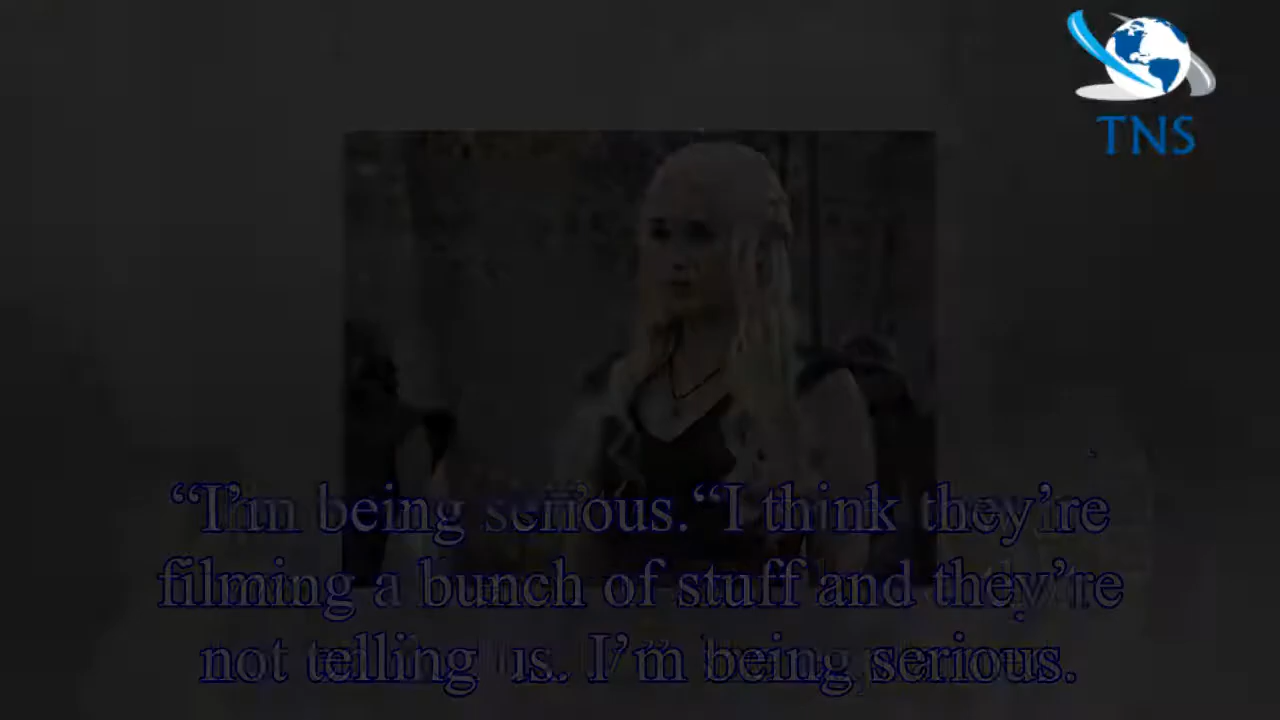 TNS
“I’m being serious.“I think they’re
filming a bunch of stuff and they’re
not telling us. I’m being serious.